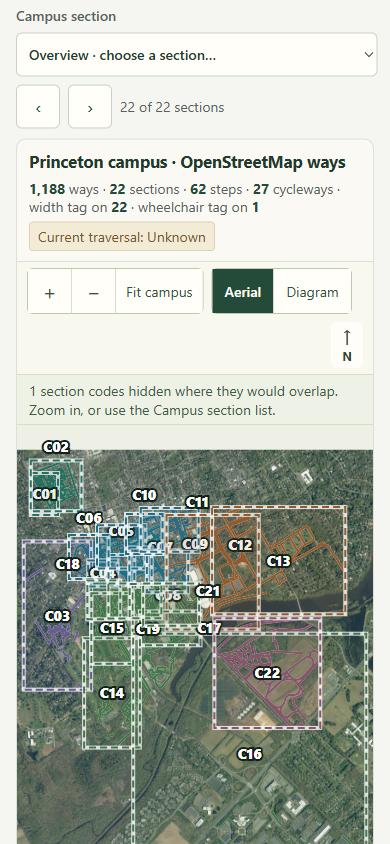 Campus section
Overview · choose a section...
‹ › 22 of 22 sections
Princeton campus · OpenStreetMap ways
1,188 ways · 22 sections · 62 steps · 27 cycleways ·
width tag on 22 · wheelchair tag on 1
Current traversal: Unknown
+ − Fit campus Aerial Diagram
↑
N
1 section codes hidden where they would overlap.
Zoom in, or use the Campus section list.
C02
C01
C10
C11
C06
C05
C09
C12
C18
C13
C21
C03
C15
C19
C17
C22
C14
C16